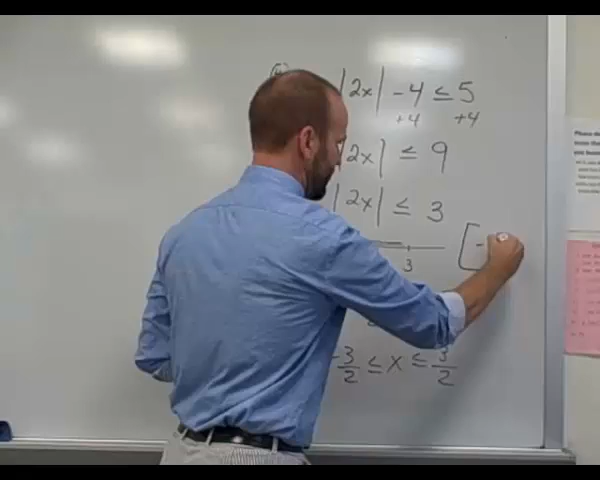 |2x| - 4 ≤ 5
+4 +4
2x| ≤ 9
|2x| ≤ 3
3
[-
-3/2 ≤ x ≤ 3/2